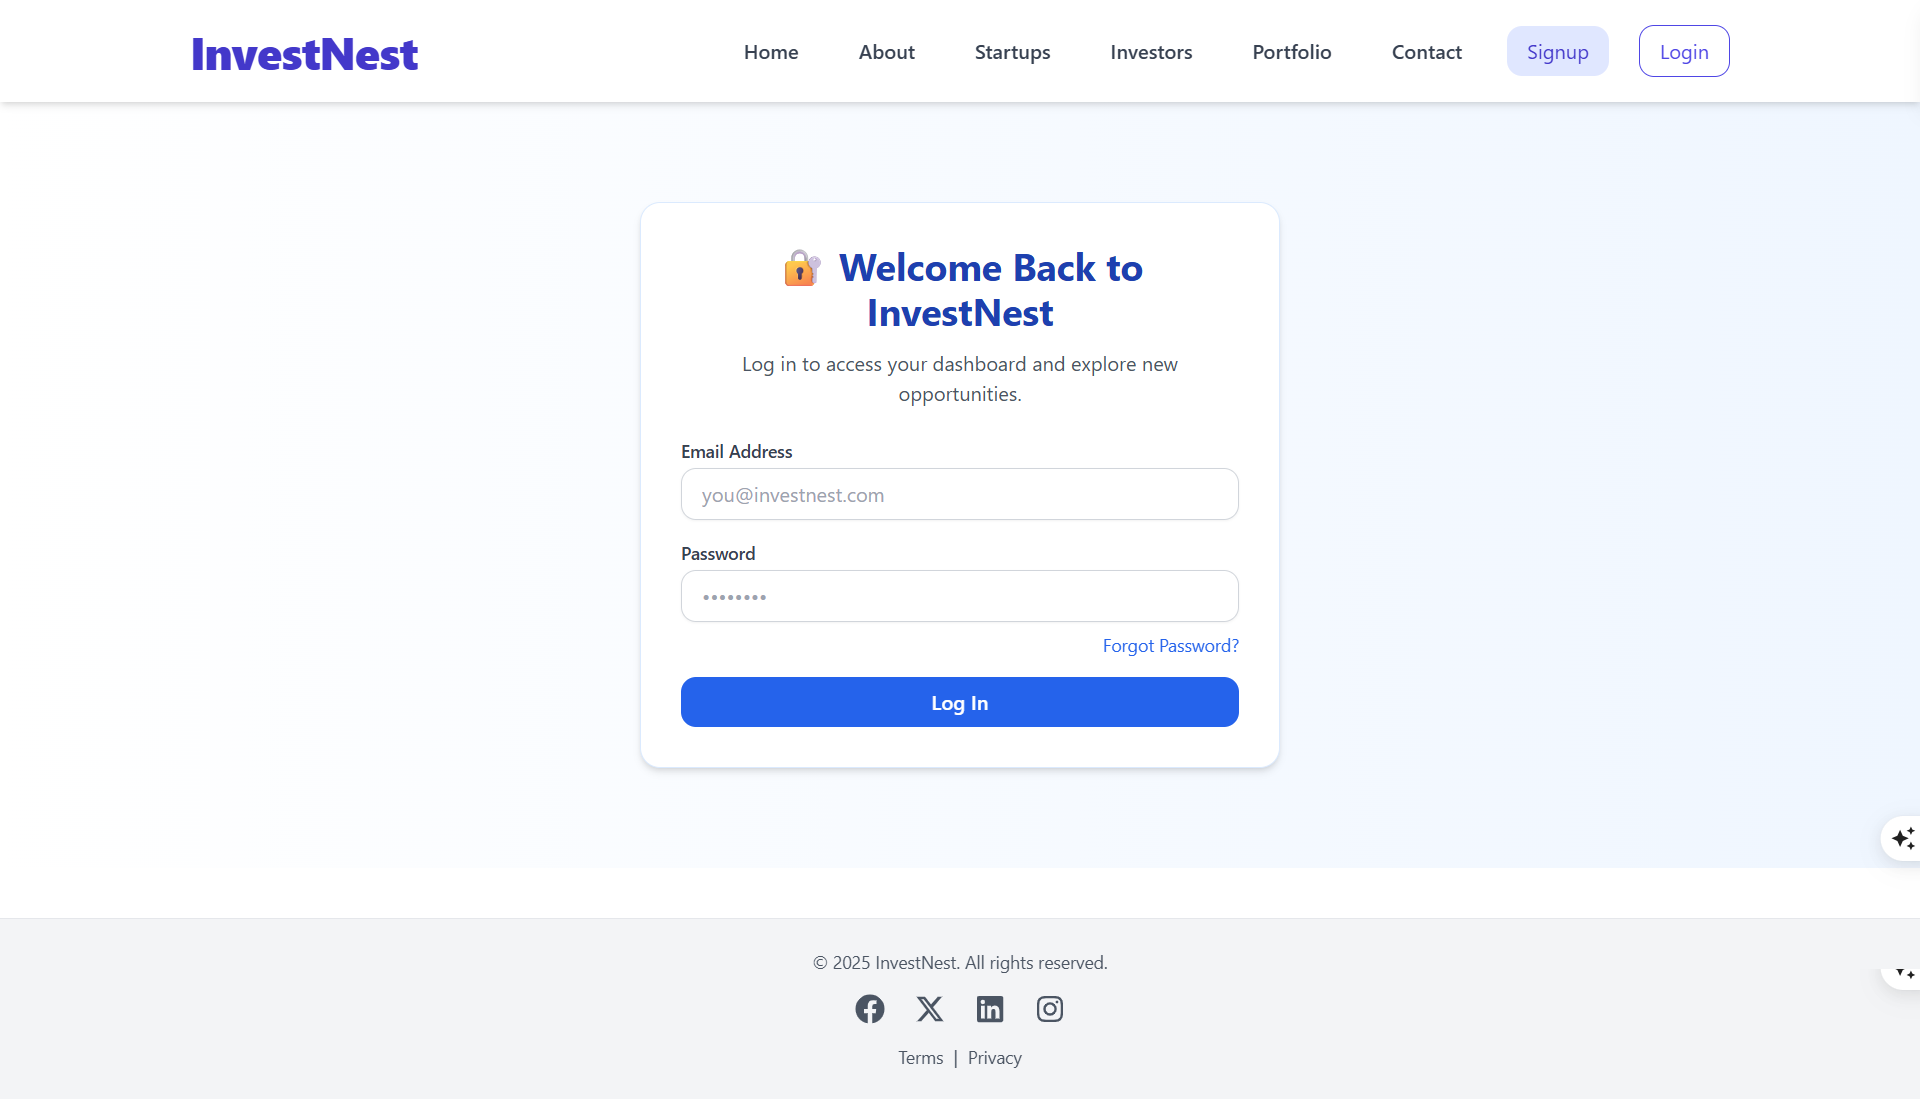 InvestNest
Home About Startups Investors Portfolio Contact Signup Login
Welcome Back to
InvestNest
Log in to access your dashboard and explore new
opportunities.
Email Address
you@investnest.com
Password
••••••••
Forgot Password?
Log In
© 2025 InvestNest. All rights reserved.
Terms | Privacy